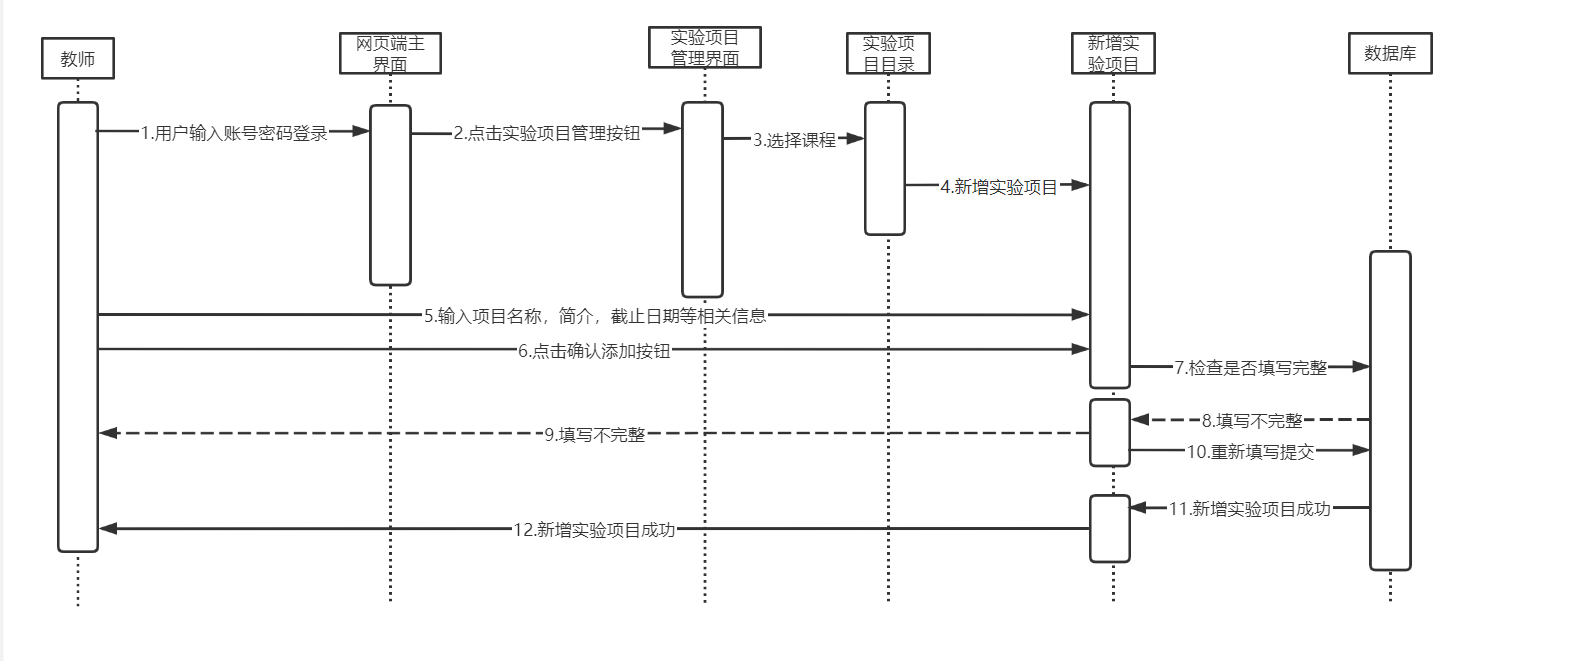 教师
网页端主
界面
实验项目
管理界面
实验项
目目录
新增实
验项目
数据库
1.用户输入账号密码登录
2.点击实验项目管理按钮
3.选择课程
4.新增实验项目
5.输入项目名称，简介，截止日期等相关信息
6.点击确认添加按钮
7.检查是否填写完整
8.填写不完整
9.填写不完整
10.重新填写提交
11.新增实验项目成功
12.新增实验项目成功